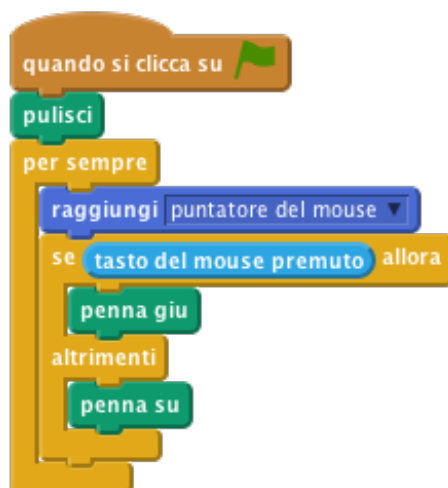 quando si clicca su
pulisci
per sempre
raggiungi puntatore del mouse
se tasto del mouse premuto allora
penna giu
altrimenti
penna su